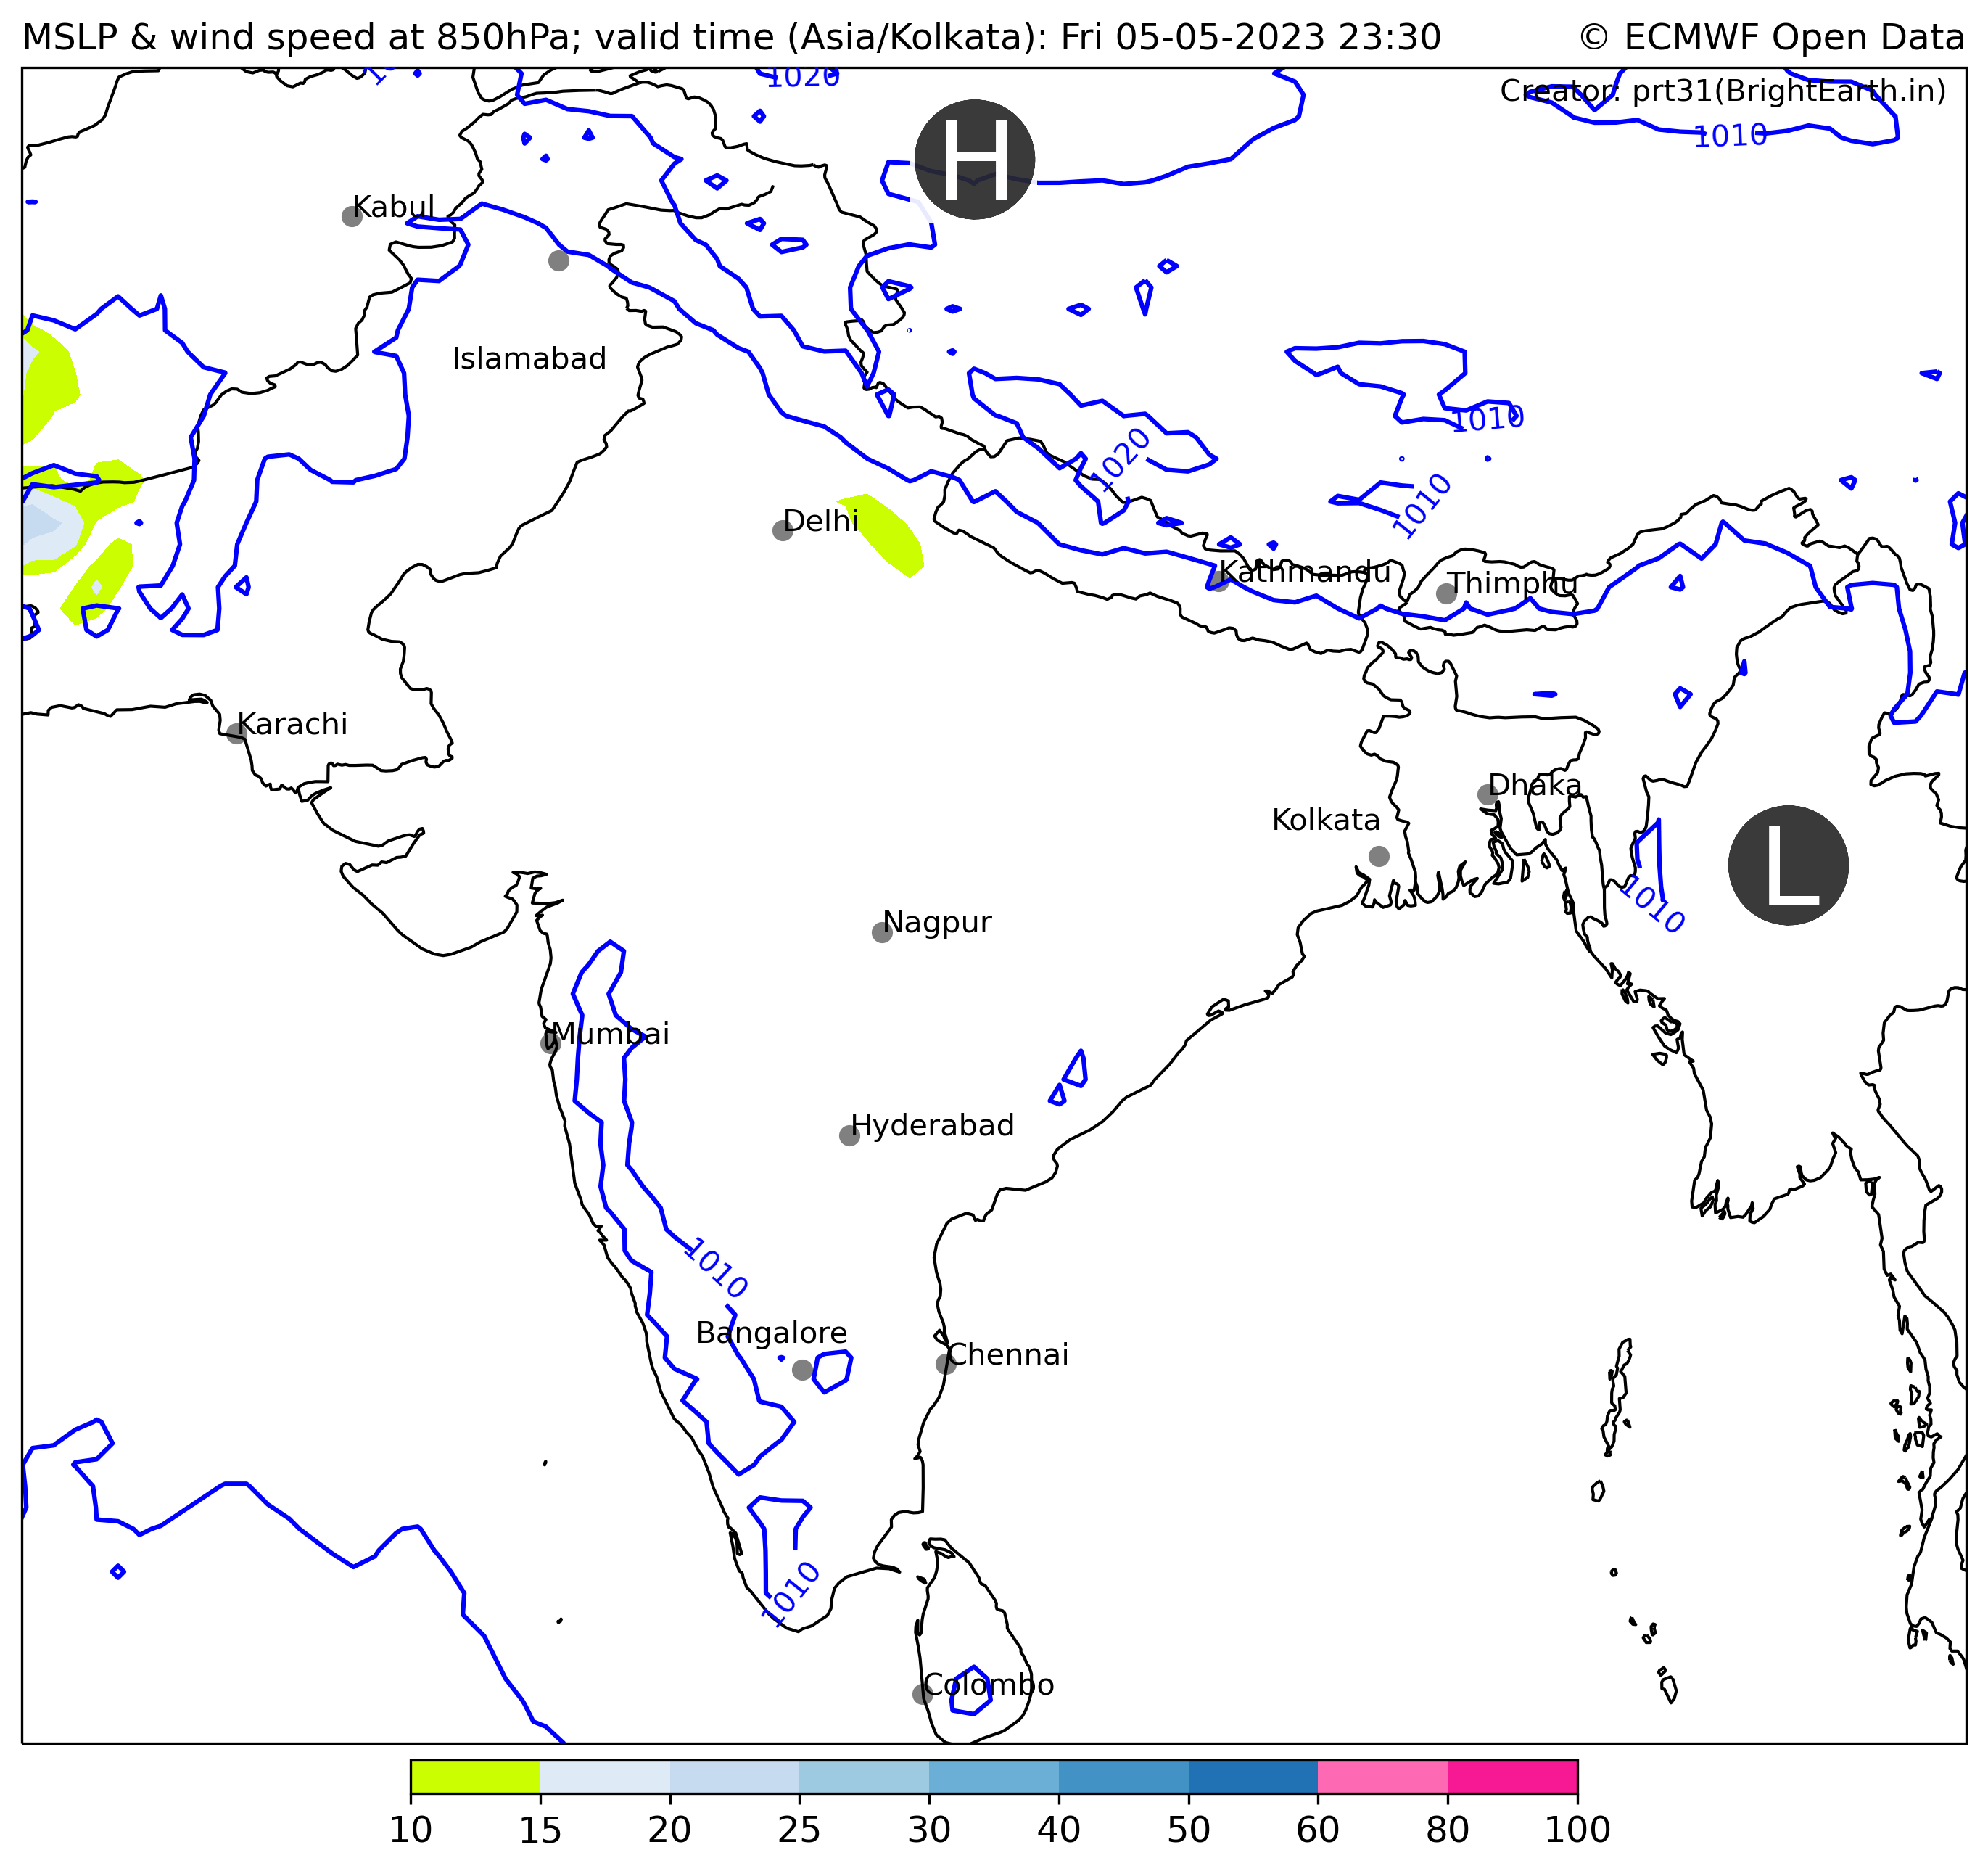 MSLP & wind speed at 850hPa; valid time (Asia/Kolkata): Fri 05-05-2023 23:30 © ECMWF Open Data
1020
Creator: prt31(BrightEarth.in)
1010
H
Kabul
Islamabad
1010
1020
1010
Delhi
Kathmandu
Thimphu
Karachi
Dhaka
Kolkata
L
1010
Nagpur
Mumbai
Hyderabad
1010
Bangalore
Chennai
1010
Colombo
10 15 20 25 30 40 50 60 80 100